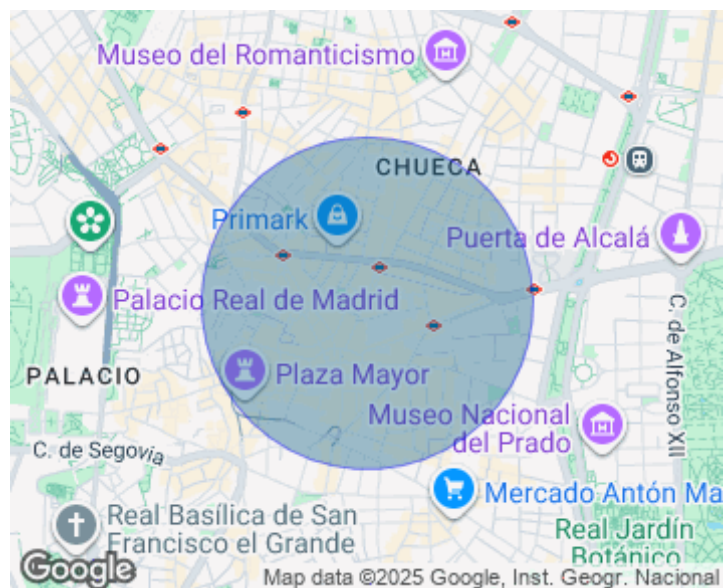 Museo del Romanticismo
CHUECA
Primark
Puerta de Alcalá
Palacio Real de Madrid
C. de Alfonso XII
PALACIO
Plaza Mayor
Museo Nacional
del Prado
C. de Segovia
Mercado Antón Ma
Real Basílica de San
Francisco el Grande
Real Jardín
Botánico
Google
Map data ©2025 Google, Inst. Geogr. Nacional